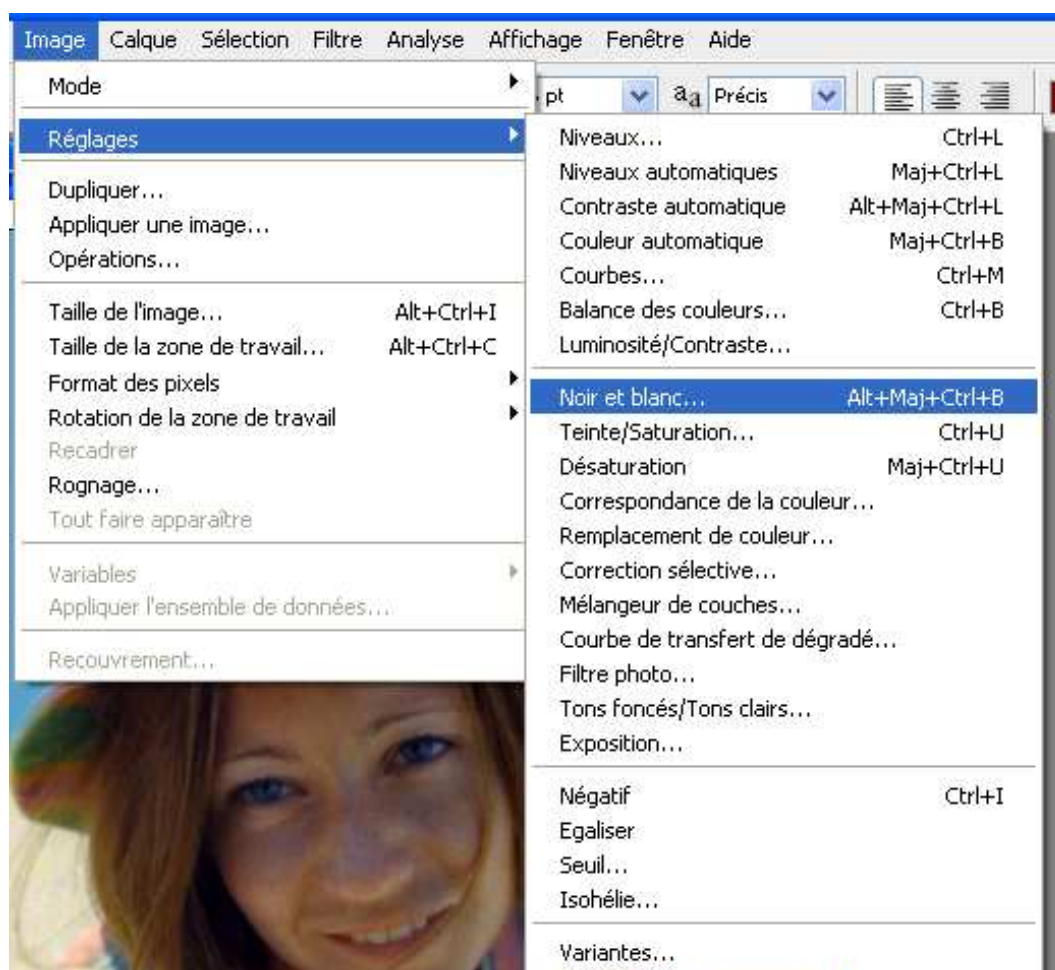 Image Calque Sélection Filtre Analyse Affichage Fenêtre Aide
pt aa Précis
Mode
Réglages
Dupliquer...
Appliquer une image...
Opérations...
Taille de l'image... Alt+Ctrl+I
Taille de la zone de travail... Alt+Ctrl+C
Format des pixels
Rotation de la zone de travail
Recadrer
Rognage...
Tout faire apparaître
Variables
Appliquer l'ensemble de données...
Recouvrement...
Niveaux... Ctrl+L
Niveaux automatiques Maj+Ctrl+L
Contraste automatique Alt+Maj+Ctrl+L
Couleur automatique Maj+Ctrl+B
Courbes... Ctrl+M
Balance des couleurs... Ctrl+B
Luminosité/Contraste...
Noir et blanc... Alt+Maj+Ctrl+B
Teinte/Saturation... Ctrl+U
Désaturation Maj+Ctrl+U
Correspondance de la couleur...
Remplacement de couleur...
Correction sélective...
Mélangeur de couches...
Courbe de transfert de dégradé...
Filtre photo...
Tons foncés/Tons clairs...
Exposition...
Négatif Ctrl+I
Egaliser
Seuil...
Isohélie...
Variantes...